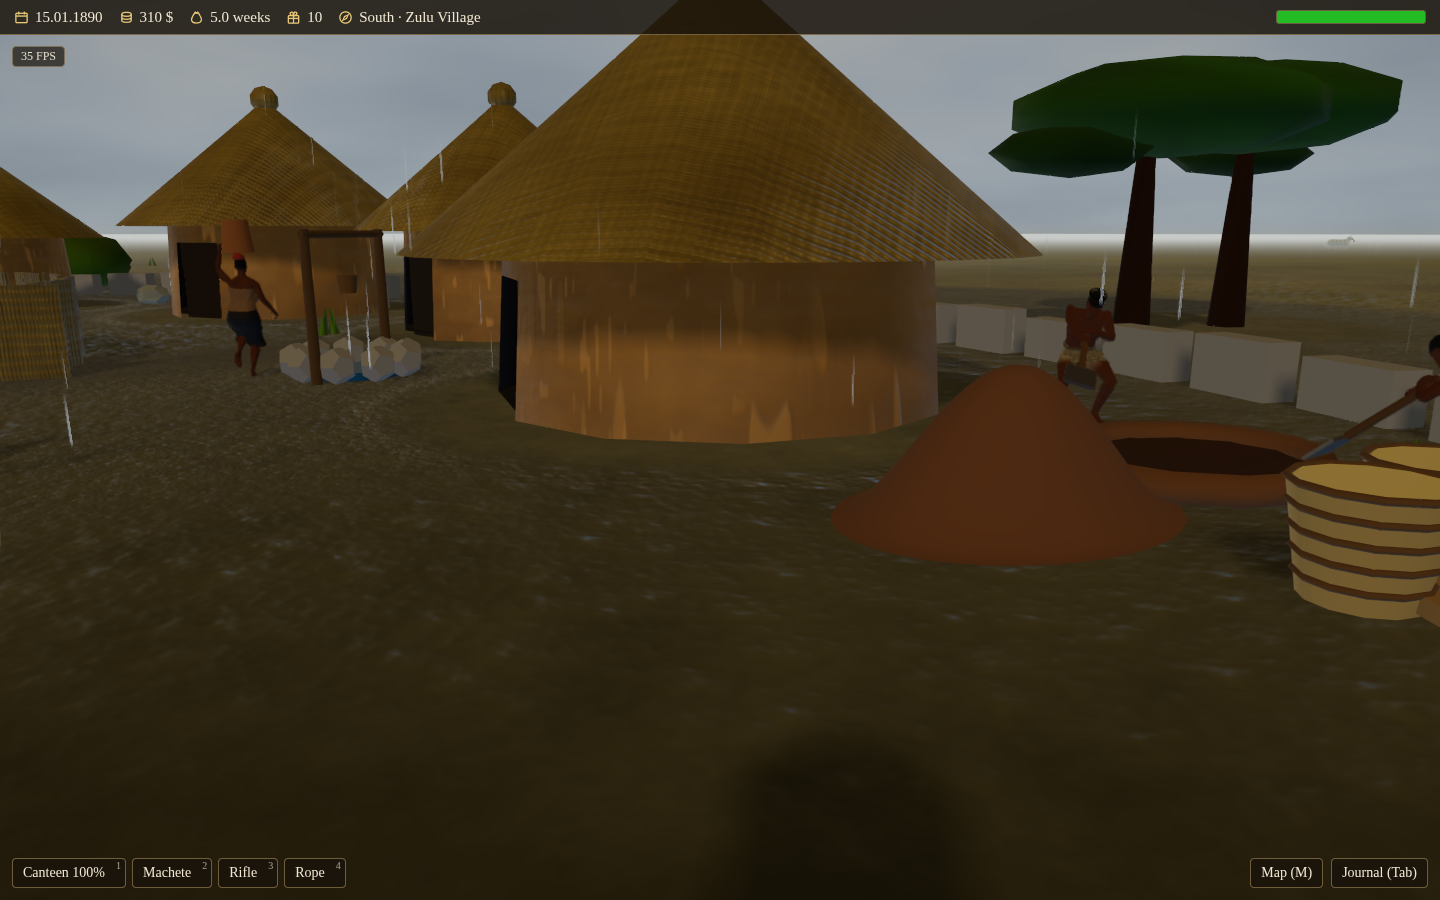 15.01.1890 310 $ 5.0 weeks 10 South · Zulu Village
35 FPS
Canteen 100% 1 Machete 2 Rifle 3 Rope 4 Map (M) Journal (Tab)